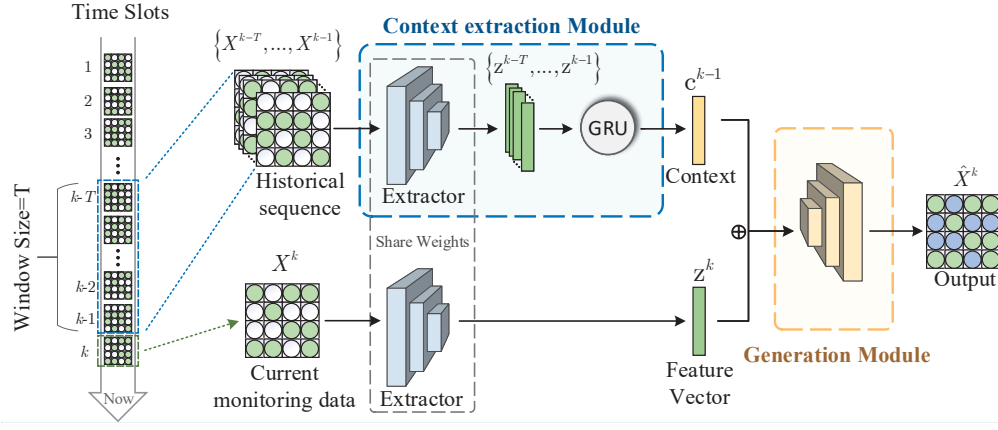 Time Slots
1
2
3
k-T
k-2
k-1
k
Now
Window Size=T
{X^{k-T},...,X^{k-1}}
Historical
sequence
X^k
Current
monitoring data
Context extraction Module
Extractor
{z^{k-T},...,z^{k-1}}
GRU
Share Weights
Extractor
c^{k-1}
Context
⊕
z^k
Feature
Vector
Generation Module
X̂^k
Output